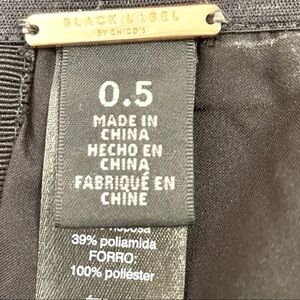 BLACK LABEL
BY CHICO'S
0.5
MADE IN
CHINA
HECHO EN
CHINA
FABRIQUÉ EN
CHINE
39% poliamida
FORRO:
100% poliéster